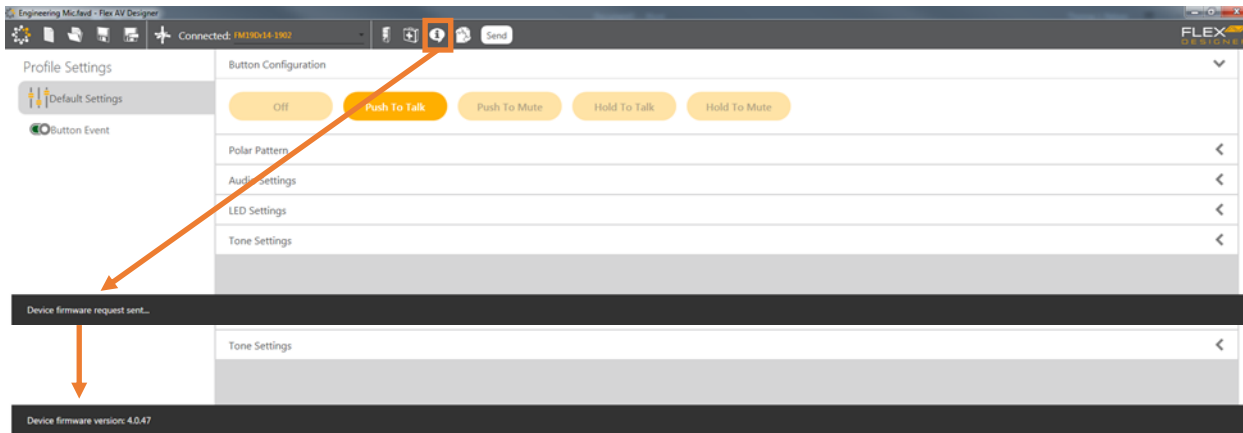 Engineering Mic.favd - Flex AV Designer
Connected: FM19Dx14-1902 Send FLEX
DESIGNER
Profile Settings
Default Settings
Button Event
Button Configuration
Off Push To Talk Push To Mute Hold To Talk Hold To Mute
Polar Pattern
Audio Settings
LED Settings
Tone Settings
Device firmware request sent...
Tone Settings
Device firmware version: 4.0.47